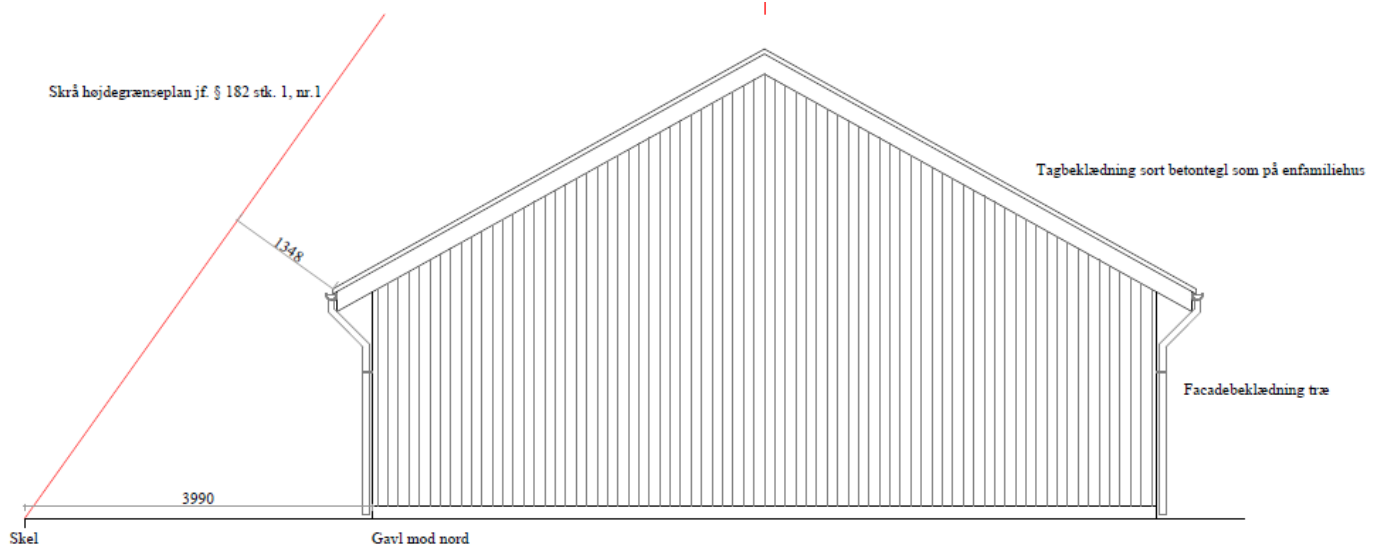 Skrå højdegrænseplan jf. § 182 stk. 1, nr.1
Tagbeklædning sort betontegl som på enfamiliehus
1348
Facadebeklædning træ
3990
Skel
Gavl mod nord